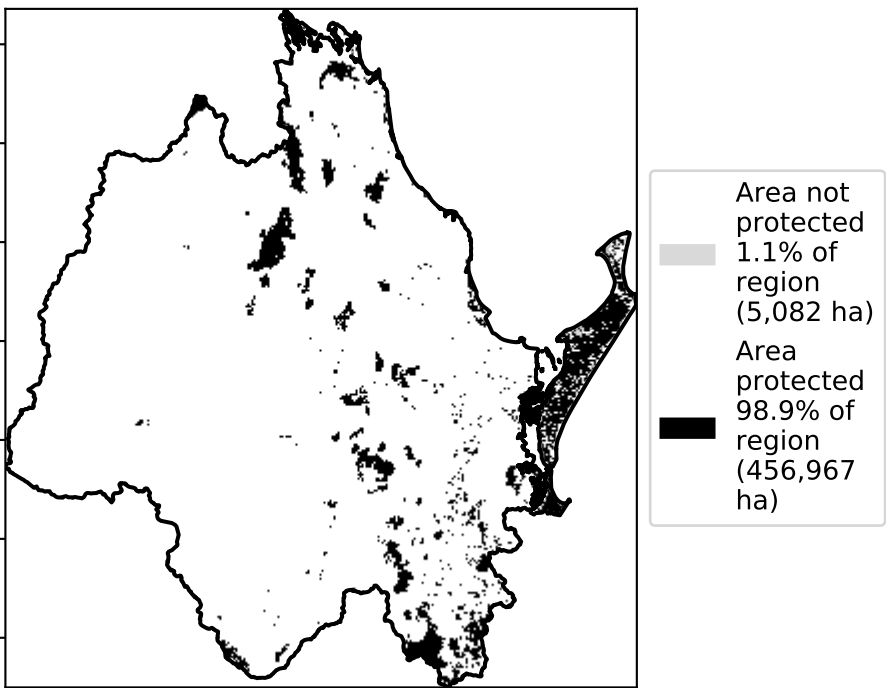 Area not
protected
1.1% of
region
(5,082 ha)
Area
protected
98.9% of
region
(456,967
ha)